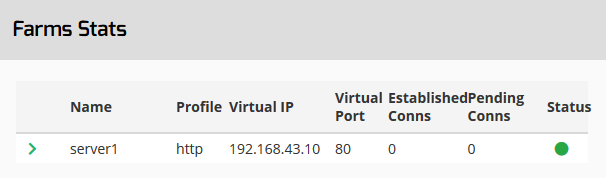 Farms Stats
Name Profile Virtual IP Virtual Port Established Conns Pending Conns Status
server1 http 192.168.43.10 80 0 0